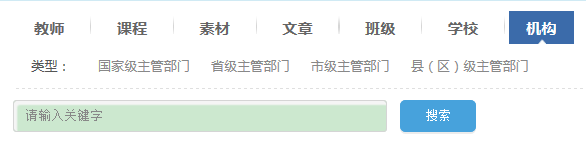 教师 课程 素材 文章 班级 学校 机构
类型： 国家级主管部门 省级主管部门 市级主管部门 县（区）级主管部门
请输入关键字 搜索